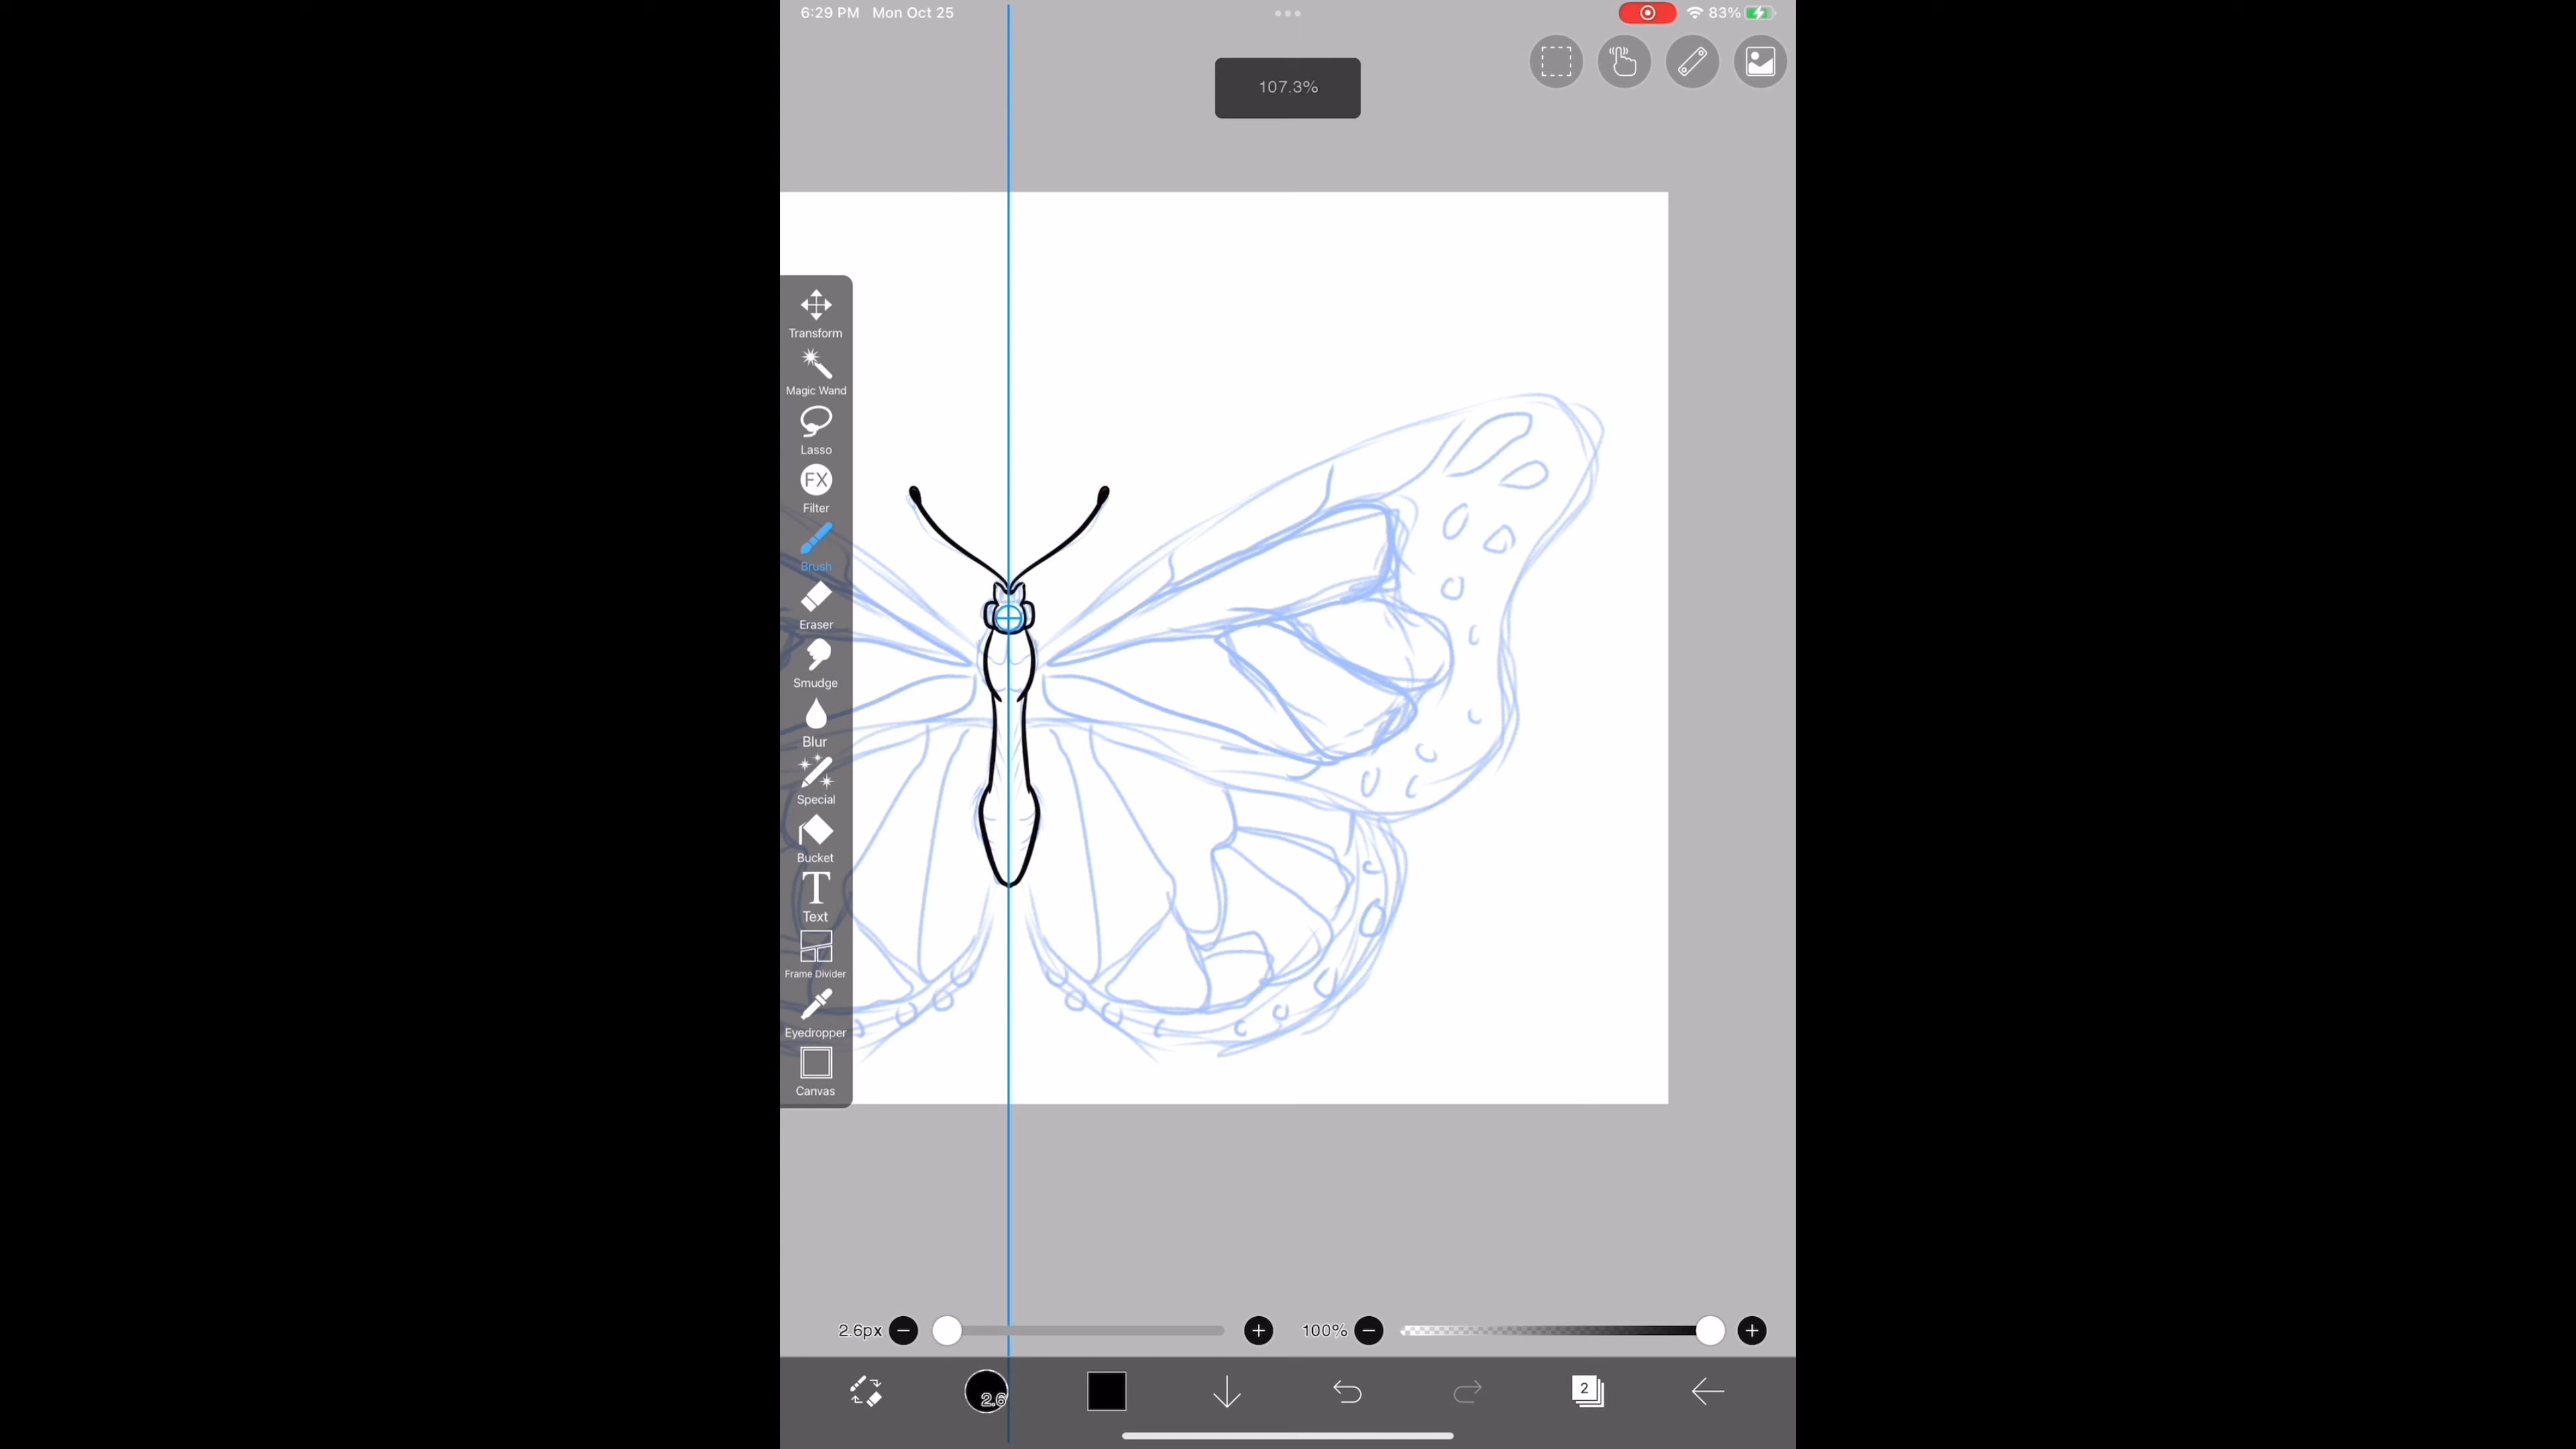 6:29 PM Mon Oct 25
83%
107.3%
Transform
Magic Wand
Lasso
FX
Filter
Brush
Eraser
Smudge
Blur
Special
Bucket
T
Text
Frame Divider
Eyedropper
Canvas
2.6px
100%
2.6
2